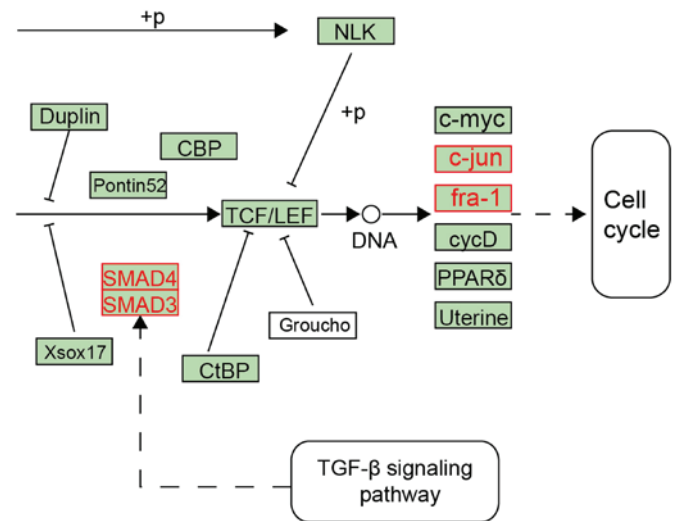 +p
NLK
Duplin
CBP
+p
c-myc
c-jun
Pontin52
fra-1
Cell
cycle
TCF/LEF
DNA
cycD
SMAD4
SMAD3
PPARδ
Groucho
Uterine
Xsox17
CtBP
TGF-β signaling
pathway